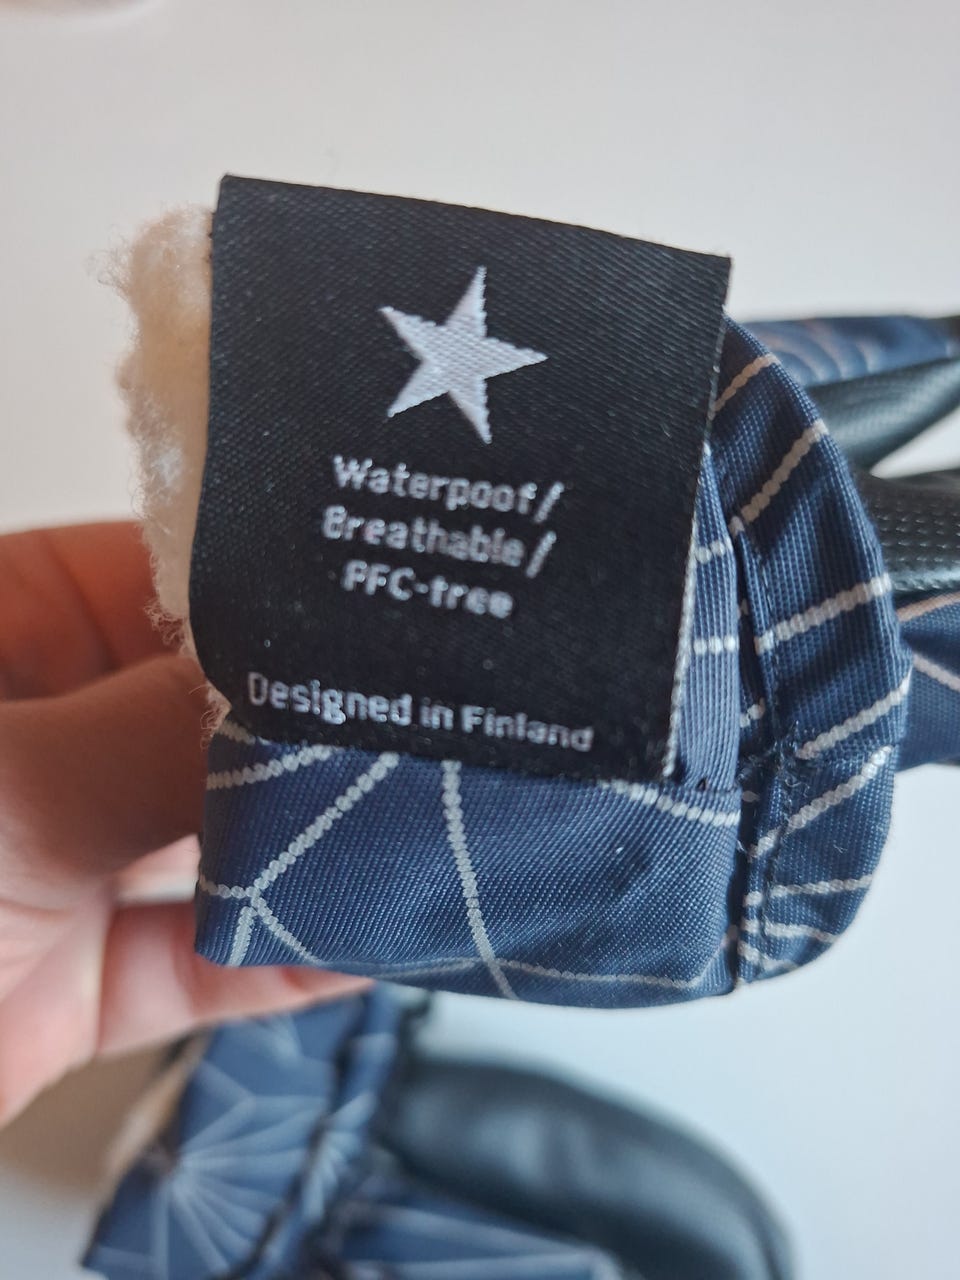 Waterpoof/
Breathable/
PFC-free
Designed in Finland